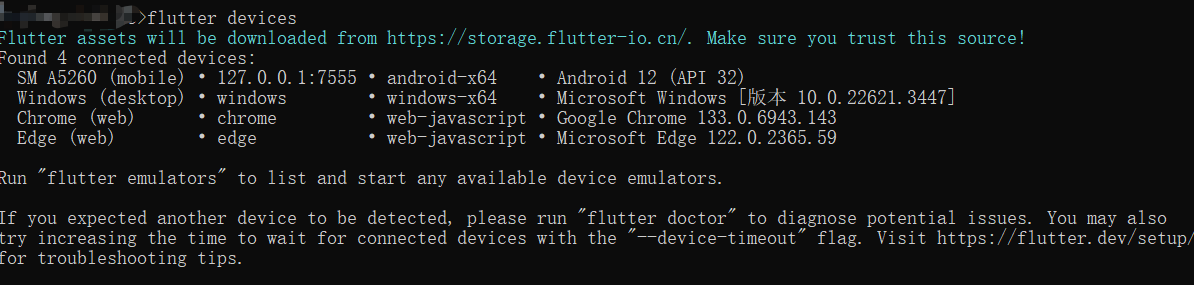 >flutter devices
Flutter assets will be downloaded from https://storage.flutter-io.cn/. Make sure you trust this source!
Found 4 connected devices:
  SM A5260 (mobile) • 127.0.0.1:7555 • android-x64    • Android 12 (API 32)
  Windows (desktop) • windows        • windows-x64    • Microsoft Windows [版本 10.0.22621.3447]
  Chrome (web)      • chrome         • web-javascript • Google Chrome 133.0.6943.143
  Edge (web)        • edge           • web-javascript • Microsoft Edge 122.0.2365.59
Run "flutter emulators" to list and start any available device emulators.
If you expected another device to be detected, please run "flutter doctor" to diagnose potential issues. You may also
try increasing the time to wait for connected devices with the "--device-timeout" flag. Visit https://flutter.dev/setup/
for troubleshooting tips.